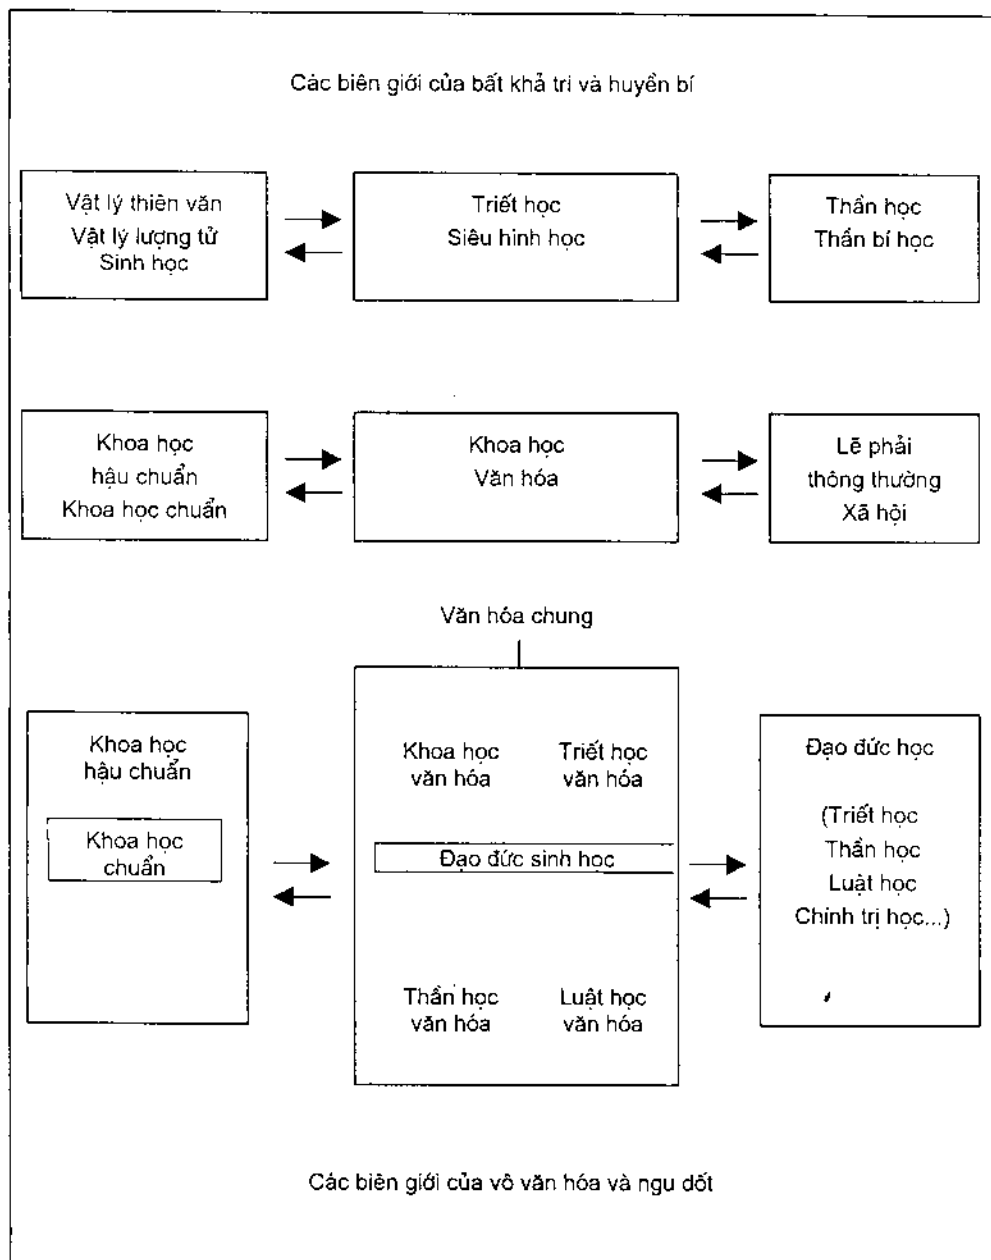 Các biên giới của bất khả tri và huyền bí
Vật lý thiên văn
Vật lý lượng tử
Sinh học
Triết học
Siêu hình học
Thần học
Thần bí học
Khoa học
hậu chuẩn
Khoa học chuẩn
Khoa học
Văn hóa
Lẽ phải
thông thường
Xã hội
Văn hóa chung
Khoa học
hậu chuẩn
Khoa học
chuẩn
Khoa học
văn hóa
Triết học
văn hóa
Đạo đức sinh học
Thần học
văn hóa
Luật học
văn hóa
Đạo đức học
(Triết học
Thần học
Luật học
Chính trị học...)
Các biên giới của vô văn hóa và ngu dốt